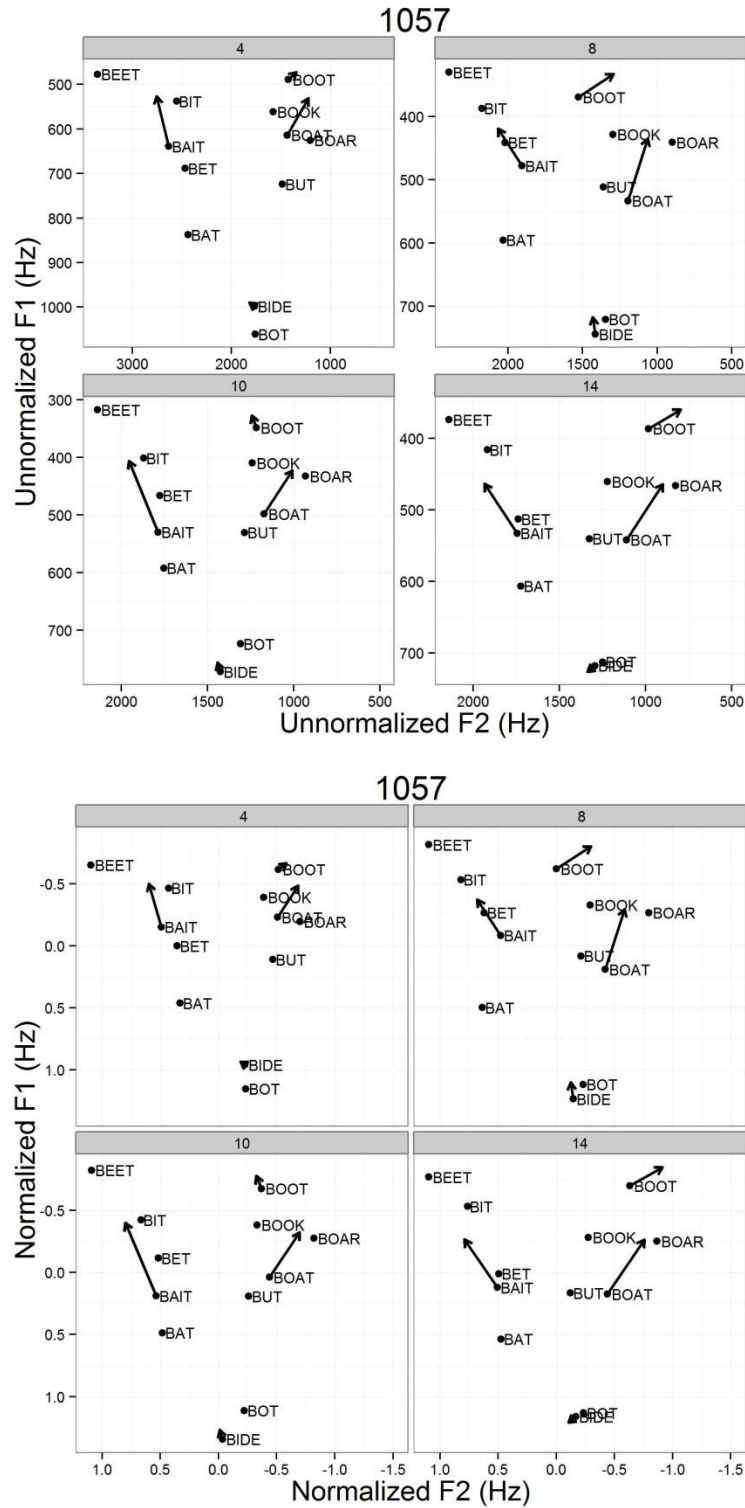 1057
4
8
500
600
700
800
900
1000
BEET
BIT
BAIT
BET
BAT
BOOT
BOOK
BOAT
BOAR
BUT
BIDE
BOT
3000
2000
1000
400
500
600
700
BEET
BIT
BET
BAIT
BAT
BOOT
BOOK
BOAR
BUT
BOAT
BOT
BIDE
2000
1500
1000
500
10
14
300
400
500
600
700
BEET
BIT
BET
BAIT
BAT
BOOT
BOOK
BOAR
BOAT
BUT
BOT
BIDE
2000
1500
1000
500
400
500
600
700
BEET
BIT
BET
BAIT
BAT
BOOT
BOOK
BOAR
BUT
BOAT
BOT
BIDE
2000
1500
1000
500
Unnormalized F1 (Hz)
Unnormalized F2 (Hz)
1057
4
8
-0.5
0.0
0.5
1.0
BEET
BIT
BAIT
BET
BAT
BOOT
BOOK
BOAT
BOAR
BUT
BIDE
BOT
BEET
BIT
BET
BAIT
BAT
BOOT
BOOK
BOAR
BUT
BOAT
BOT
BIDE
10
14
-0.5
0.0
0.5
1.0
BEET
BIT
BET
BAIT
BAT
BOOT
BOOK
BOAR
BOAT
BUT
BOT
BIDE
BEET
BIT
BET
BAIT
BAT
BOOT
BOOK
BOAR
BUT
BOAT
BOT
BIDE
1.0
0.5
0.0
-0.5
-1.0
-1.5
1.0
0.5
0.0
-0.5
-1.0
-1.5
Normalized F1 (Hz)
Normalized F2 (Hz)